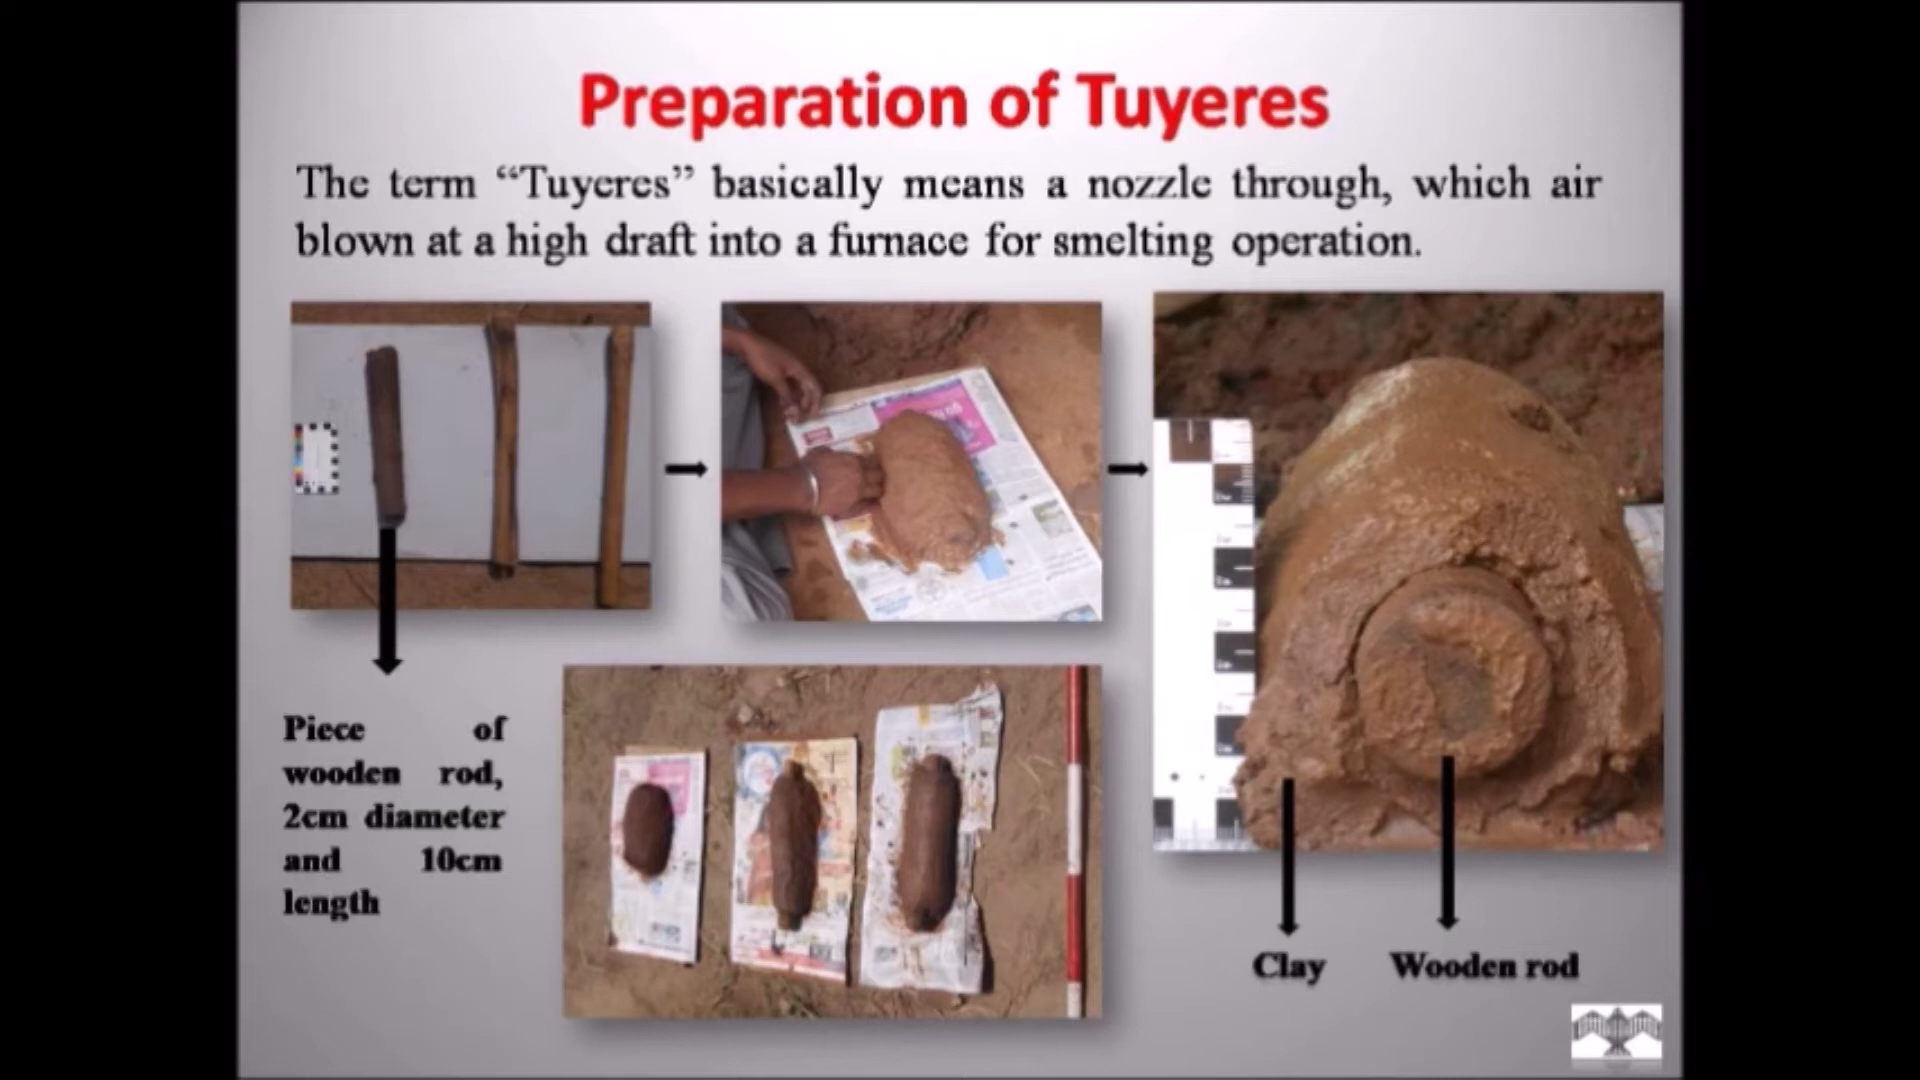 Preparation of Tuyeres
The term “Tuyeres” basically means a nozzle through, which air
blown at a high draft into a furnace for smelting operation.
Piece of
wooden rod,
2cm diameter
and 10cm
length
Clay
Wooden rod